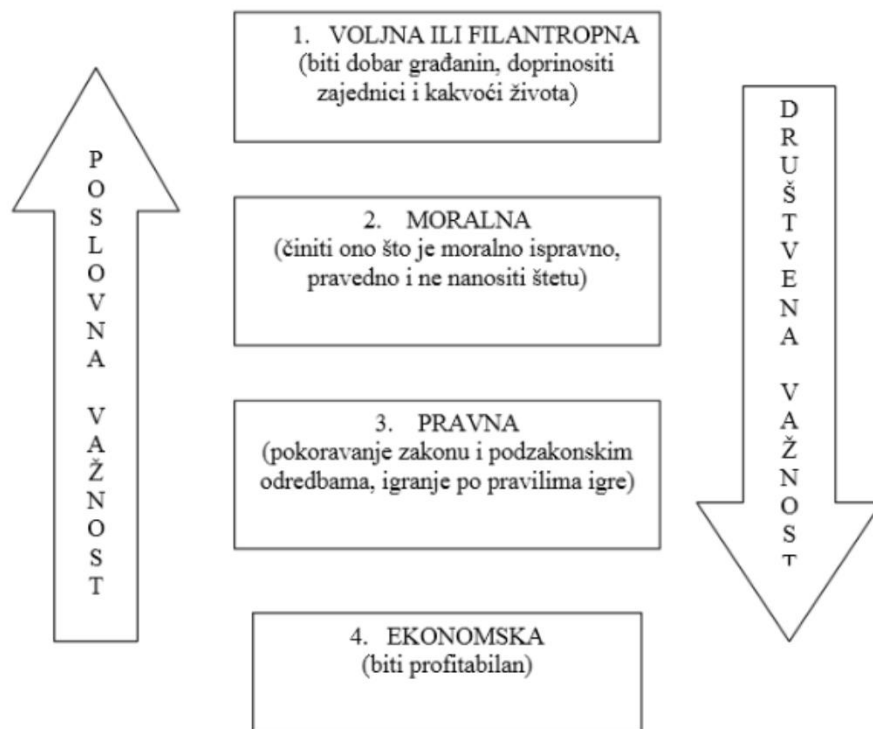 1. VOLJNA ILI FILANTROPNA
(biti dobar građanin, doprinositi
zajednici i kakvoći života)
POSLOVNA VAŽNOST
DRUŠTVENA VAŽNOST
2. MORALNA
(činiti ono što je moralno ispravno,
pravedno i ne nanositi štetu)
3. PRAVNA
(pokoravanje zakonu i podzakonskim
odredbama, igranje po pravilima igre)
4. EKONOMSKA
(biti profitabilan)